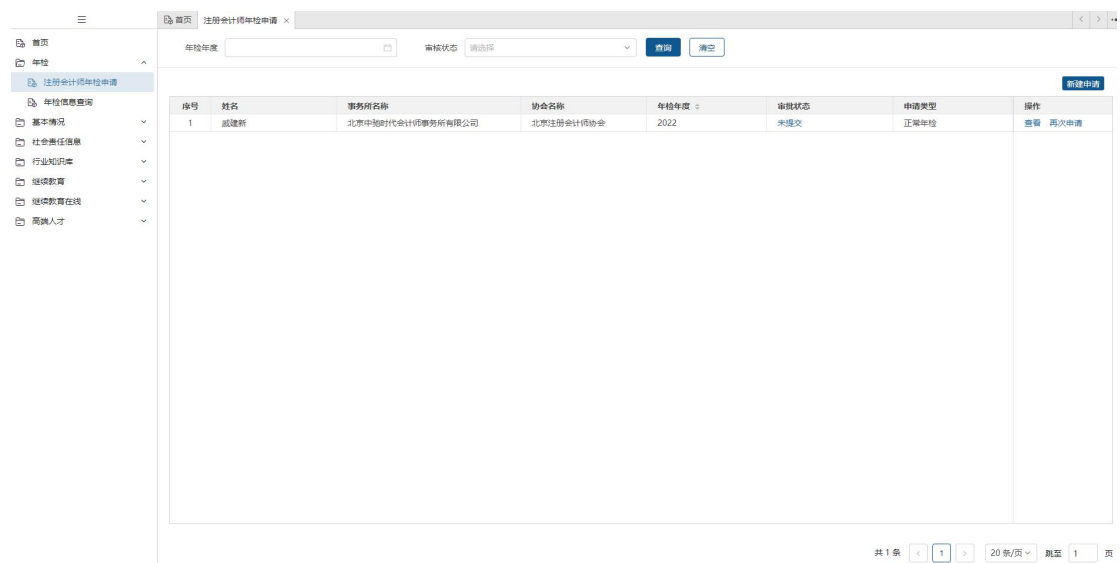 首页 注册会计师年检申请 ×
首页
年检
注册会计师年检申请
年检信息查询
基本情况
社会责任信息
行业知识库
继续教育
继续教育在线
高端人才
年检年度 审核状态 请选择 查询 清空
新建申请
序号 姓名 事务所名称 协会名称 年检年度 审批状态 申请类型 操作
1 戚建新 北京中驰时代会计师事务所有限公司 北京注册会计师协会 2022 未提交 正常年检 查看 再次申请
共 1 条 < 1 > 20 条/页 跳至 1 页